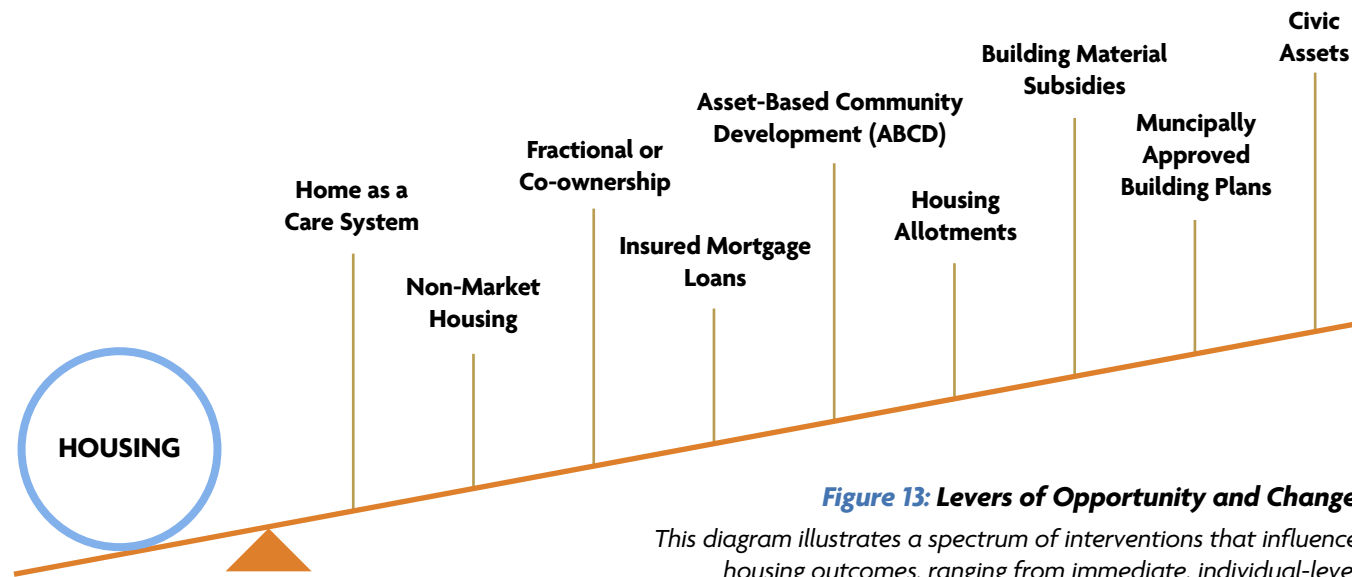 Civic
Assets
Building Material
Subsidies
Asset-Based Community
Development (ABCD)
Muncipally
Approved
Building Plans
Fractional or
Co-ownership
Home as a
Care System
Housing
Allotments
Insured Mortgage
Loans
Non-Market
Housing
HOUSING
Figure 13: Levers of Opportunity and Change
This diagram illustrates a spectrum of interventions that influence
housing outcomes, ranging from immediate, individual-level